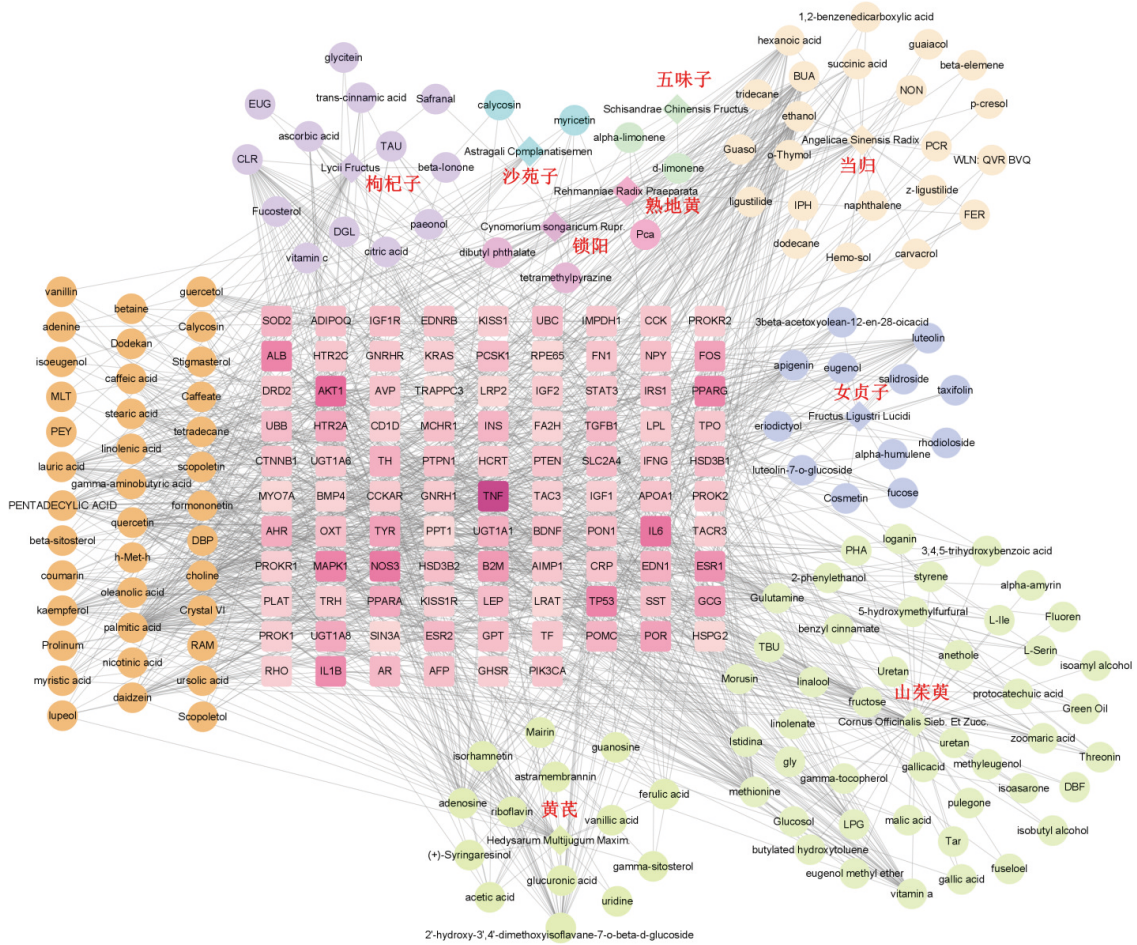 glycitein
EUG
trans-cinnamic acid
Safranal
ascorbic acid
CLR
TAU
Lycii Fructus
beta-Ionone
枸杞子
Fucosterol
DGL
paeonol
vitamin c
citric acid
calycosin
myricetin
Astragali Cpmplanatisemen
沙苑子
五味子
Schisandrae Chinensis Fructus
alpha-limonene
d-limonene
Rehmanniae Radix Praeparata
熟地黄
Cynomorium songaricum Rupr.
锁阳
Pca
dibutyl phthalate
tetramethylpyrazine
1,2-benzenedicarboxylic acid
hexanoic acid
guaiacol
succinic acid
beta-elemene
BUA
NON
tridecane
p-cresol
ethanol
Angelicae Sinensis Radix
Guasol
o-Thymol
PCR
当归
WLN: QVR BVQ
z-ligustilide
ligustilide
IPH
naphthalene
FER
dodecane
Hemo-sol
carvacrol
vanillin
betaine
quercetol
adenine
Dodekan
Calycosin
isoeugenol
caffeic acid
Stigmasterol
MLT
stearic acid
Caffeate
PEY
linolenic acid
tetradecane
lauric acid
gamma-aminobutyric acid
scopoletin
PENTADECYLIC ACID
formononetin
quercetin
beta-sitosterol
DBP
h-Met-h
coumarin
choline
oleanolic acid
kaempferol
Crystal VI
palmitic acid
Prolinum
RAM
nicotinic acid
myristic acid
ursolic acid
daidzein
lupeol
Scopoletol
SOD2 ADIPOQ IGF1R EDNRB KISS1 UBC IMPDH1 CCK PROKR2
ALB HTR2C GNRHR KRAS PCSK1 RPE65 FN1 NPY FOS
DRD2 AKT1 AVP TRAPPC3 LRP2 IGF2 STAT3 IRS1 PPARG
UBB HTR2A CD1D MCHR1 INS FA2H TGFB1 LPL TPO
CTNNB1 UGT1A6 TH PTPN1 HCRT PTEN SLC2A4 IFNG HSD3B1
MYO7A BMP4 CCKAR GNRH1 TNF TAC3 IGF1 APOA1 PROK2
AHR OXT TYR PPT1 UGT1A1 BDNF PON1 IL6 TACR3
PROKR1 MAPK1 NOS3 HSD3B2 B2M AIMP1 CRP EDN1 ESR1
PLAT TRH PPARA KISS1R LEP LRAT TP53 SST GCG
PROK1 UGT1A8 SIN3A ESR2 GPT TF POMC POR HSPG2
RHO IL1B AR AFP GHSR PIK3CA
3beta-acetoxyolean-12-en-28-oicacid
luteolin
apigenin
eugenol
salidroside
女贞子
taxifolin
Fructus Ligustri Lucidi
eriodictyol
rhodioloside
alpha-humulene
luteolin-7-o-glucoside
fucose
Cosmetin
loganin
PHA
3,4,5-trihydroxybenzoic acid
2-phenylethanol
styrene
alpha-amyrin
Gulutamine
5-hydroxymethylfurfural
L-Ile
Fluoren
benzyl cinnamate
TBU
anethole
L-Serin
isoamyl alcohol
Uretan
Morusin
linalool
山茱萸
fructose
protocatechuic acid
Green Oil
Cornus Officinalis Sieb. Et Zucc.
linolenate
zoomaric acid
Istidina
uretan
Threonin
gly
gallicacid
methyleugenol
gamma-tocopherol
methionine
isoasarone
DBF
pulegone
Glucosol
LPG
malic acid
isobutyl alcohol
butylated hydroxytoluene
Tar
eugenol methyl ether
gallic acid
fuseloel
vitamin a
Mairin
isorhamnetin
guanosine
astramembrannin
adenosine
riboflavin
黄芪
ferulic acid
vanillic acid
Hedysarum Multijugum Maxim.
(+)-Syringaresinol
gamma-sitosterol
glucuronic acid
acetic acid
uridine
2'-hydroxy-3',4'-dimethoxyisoflavane-7-o-beta-d-glucoside